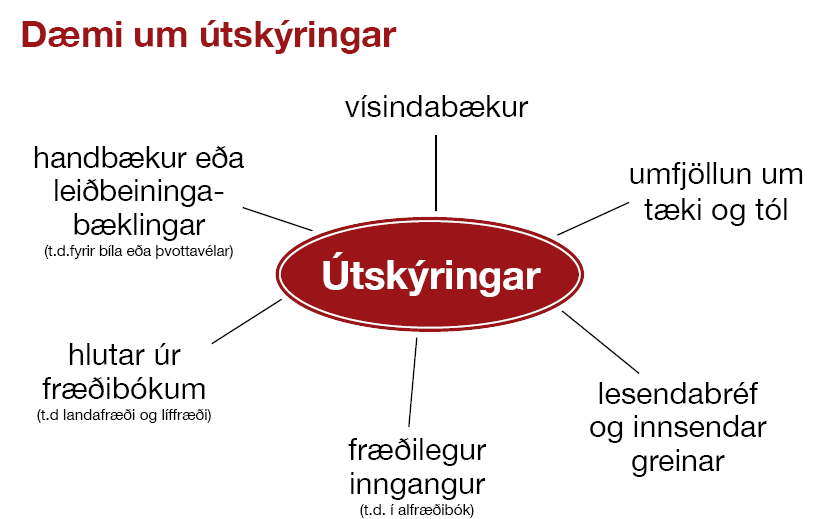 Dæmi um útskýringar
vísindabækur
handbækur eða
leiðbeininga-
bæklingar
(t.d.fyrir bíla eða þvottavélar)
umfjöllun um
tæki og tól
Útskýringar
hlutar úr
fræðibókum
(t.d landafræði og líffræði)
lesendabréf
og innsendar
greinar
fræðilegur
inngangur
(t.d. í alfræðibók)